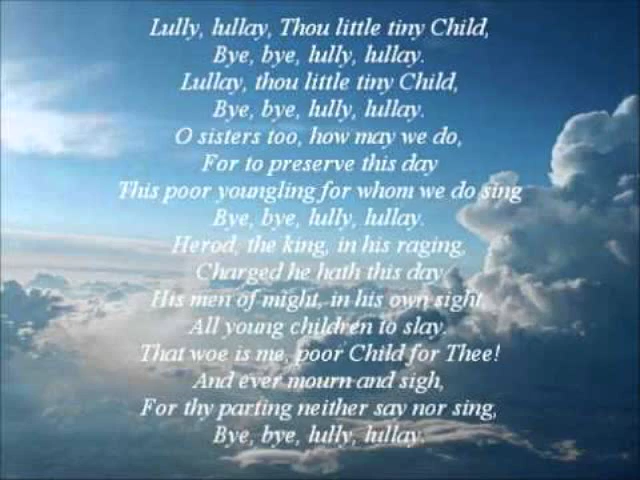 Lully, lullay, Thou little tiny Child,
Bye, bye, lully, lullay.
Lullay, thou little tiny Child,
Bye, bye, lully, lullay.
O sisters too, how may we do,
For to preserve this day
This poor youngling for whom we do sing
Bye, bye, lully, lullay.
Herod, the king, in his raging,
Charged he hath this day
His men of might, in his own sight,
All young children to slay.
That woe is me, poor Child for Thee!
And ever mourn and sigh,
For thy parting neither say nor sing,
Bye, bye, lully, lullay.